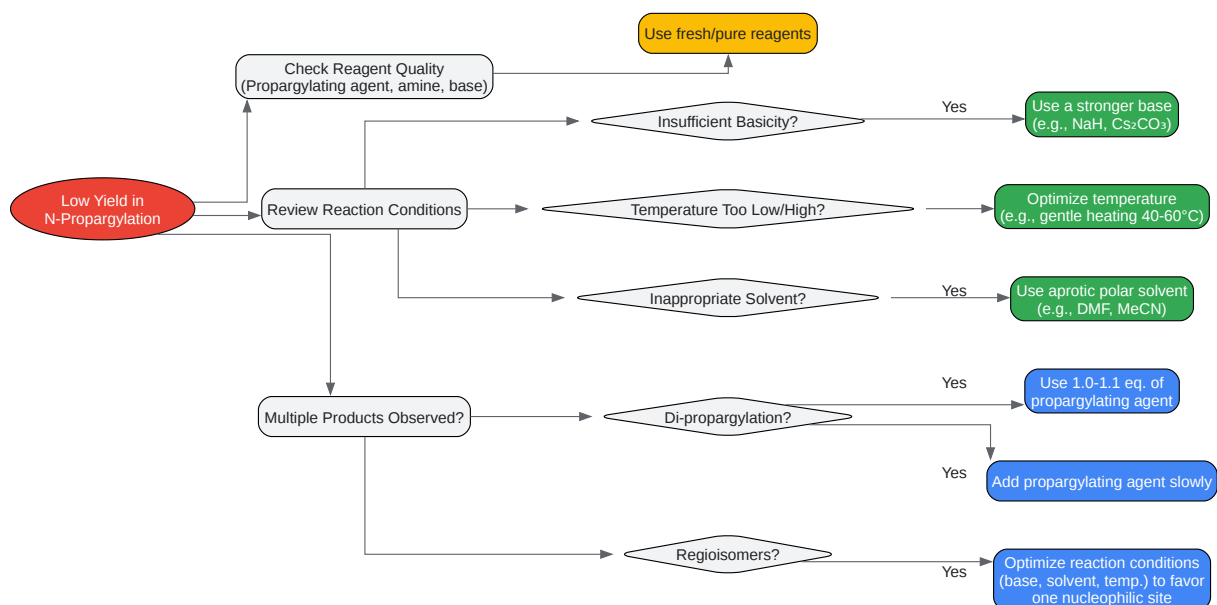 Use fresh/pure reagents
Check Reagent Quality
(Propargylating agent, amine, base)
Insufficient Basicity?
Yes
Use a stronger base
(e.g., NaH, Cs₂CO₃)
Low Yield in
N-Propargylation
Review Reaction Conditions
Temperature Too Low/High?
Optimize temperature
(e.g., gentle heating 40-60°C)
Inappropriate Solvent?
Yes
Use aprotic polar solvent
(e.g., DMF, MeCN)
Multiple Products Observed?
Di-propargylation?
Yes
Use 1.0-1.1 eq. of
propargylating agent
Yes
Add propargylating agent slowly
Regioisomers?
Yes
Optimize reaction conditions
(base, solvent, temp.) to favor
one nucleophilic site